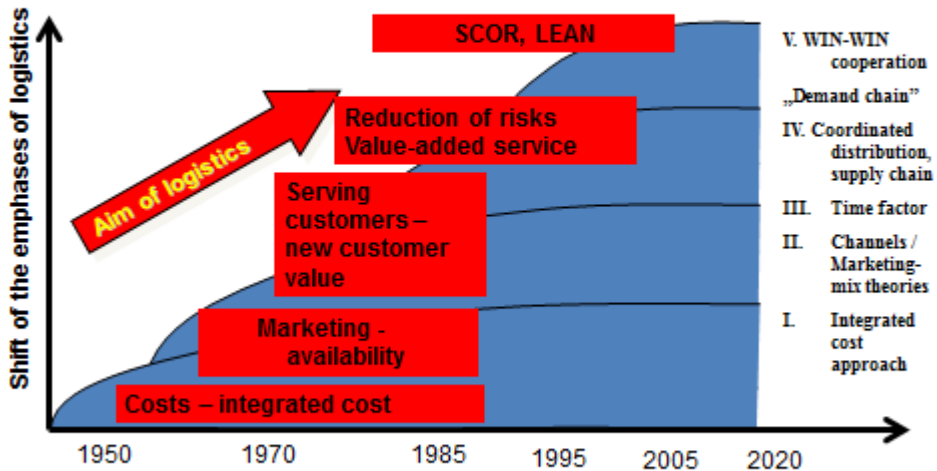 Shift of the emphases of logistics
Aim of logistics
SCOR, LEAN
Reduction of risks
Value-added service
Serving
customers –
new customer
value
Marketing -
availability
Costs – integrated cost
V. WIN-WIN
cooperation
„Demand chain”
IV. Coordinated
distribution,
supply chain
III. Time factor
II. Channels /
Marketing-
mix theories
I. Integrated
cost
approach
1950 1970 1985 1995 2005 2020